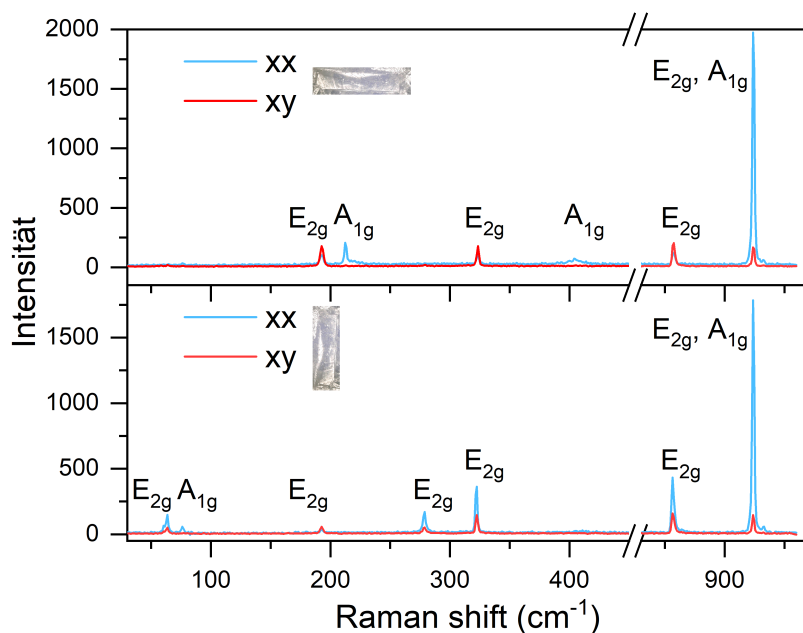 2000
1500
1000
500
0
xx
xy
E2g, A1g
E2g A1g
E2g
A1g
E2g
Intensität
1500
1000
500
0
xx
xy
E2g, A1g
E2g A1g
E2g
E2g
E2g
E2g
100 200 300 400 900
Raman shift (cm-1)